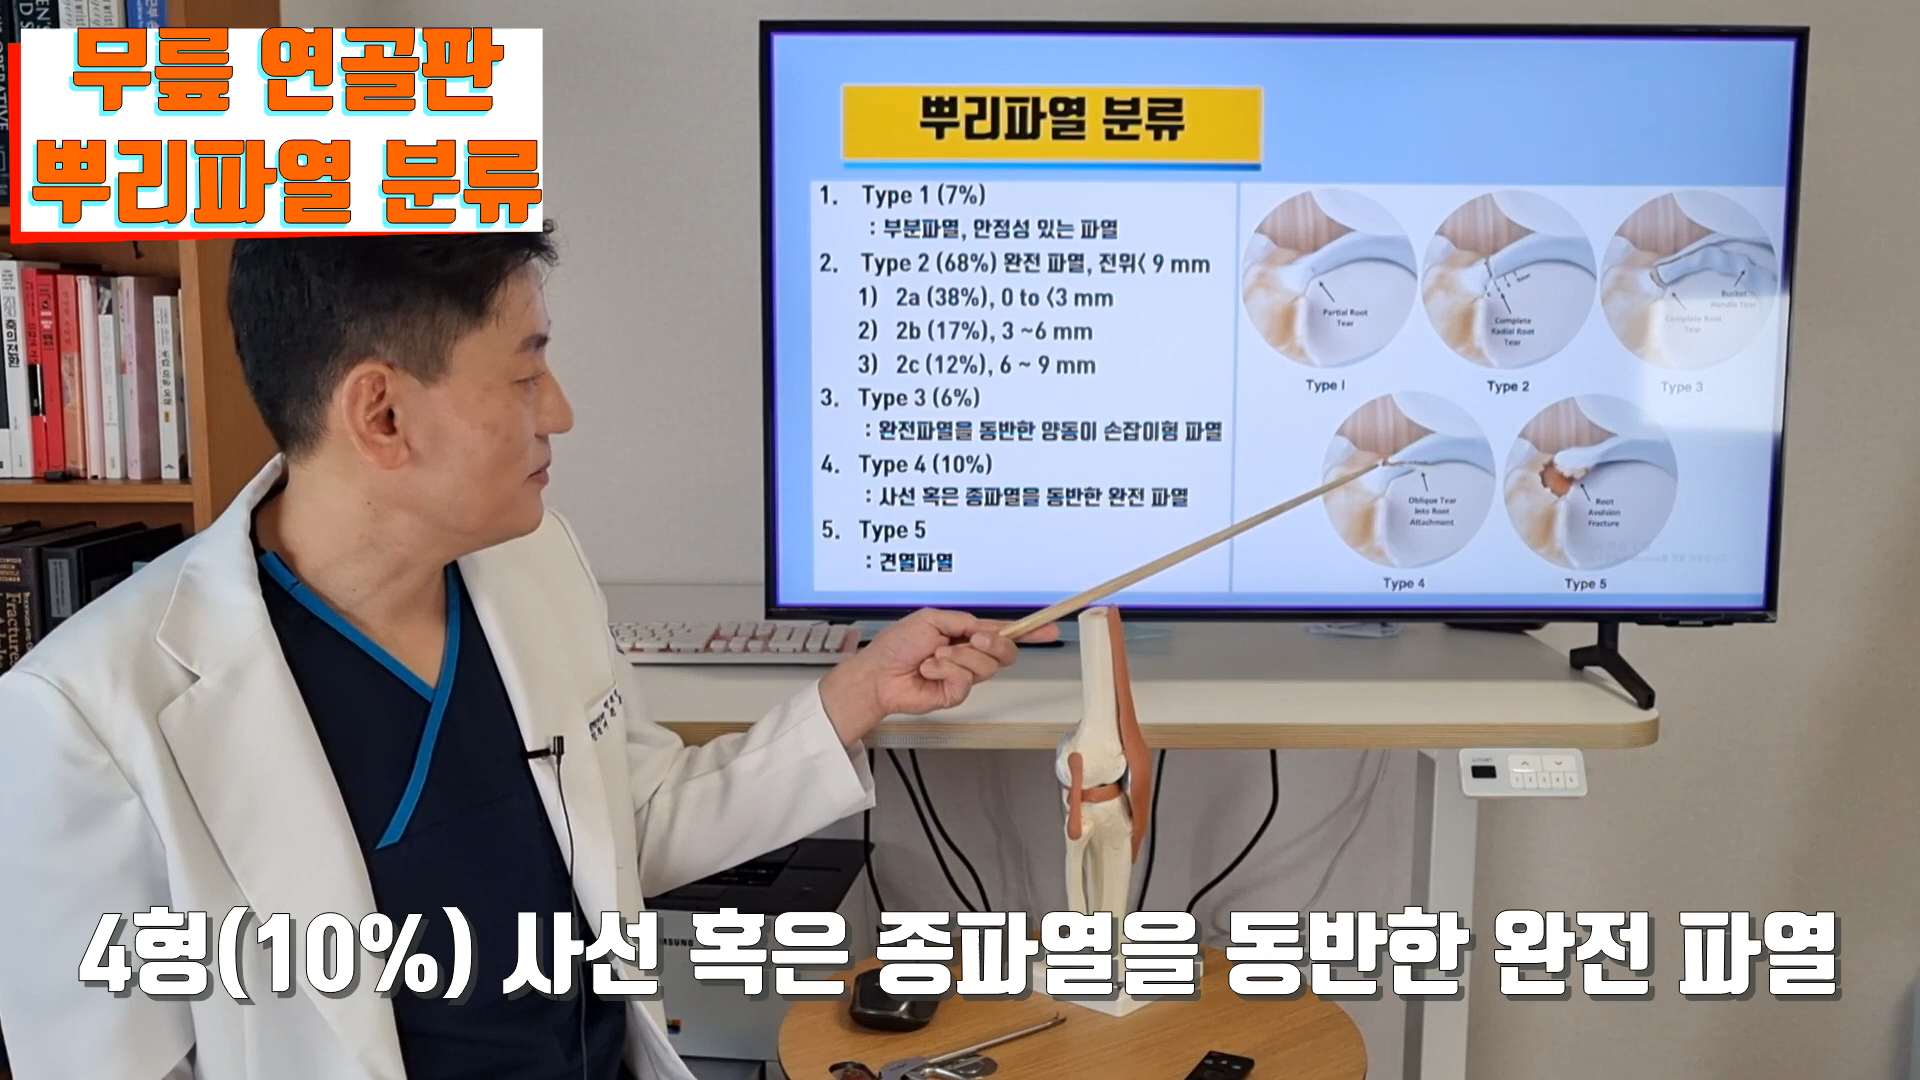 무릎 연골판
뿌리파열 분류
뿌리파열 분류
1. Type 1 (7%)
: 부분파열, 안정성 있는 파열
2. Type 2 (68%) 완전 파열, 전위< 9 mm
1) 2a (38%), 0 to <3 mm
2) 2b (17%), 3 ~6 mm
3) 2c (12%), 6 ~ 9 mm
3. Type 3 (6%)
: 완전파열을 동반한 양동이 손잡이형 파열
4. Type 4 (10%)
: 사선 혹은 종파열을 동반한 완전 파열
5. Type 5
: 견열파열
Partial Root
Tear
Type 1
Complete
Radial Root
Tear
Type 2
Bucket
Handle Tear
Complete Root
Tear
Type 3
Oblique Tear
Into Root
Attachment
Type 4
Root
Avulsion
Fracture
Type 5
4형(10%) 사선 혹은 종파열을 동반한 완전 파열